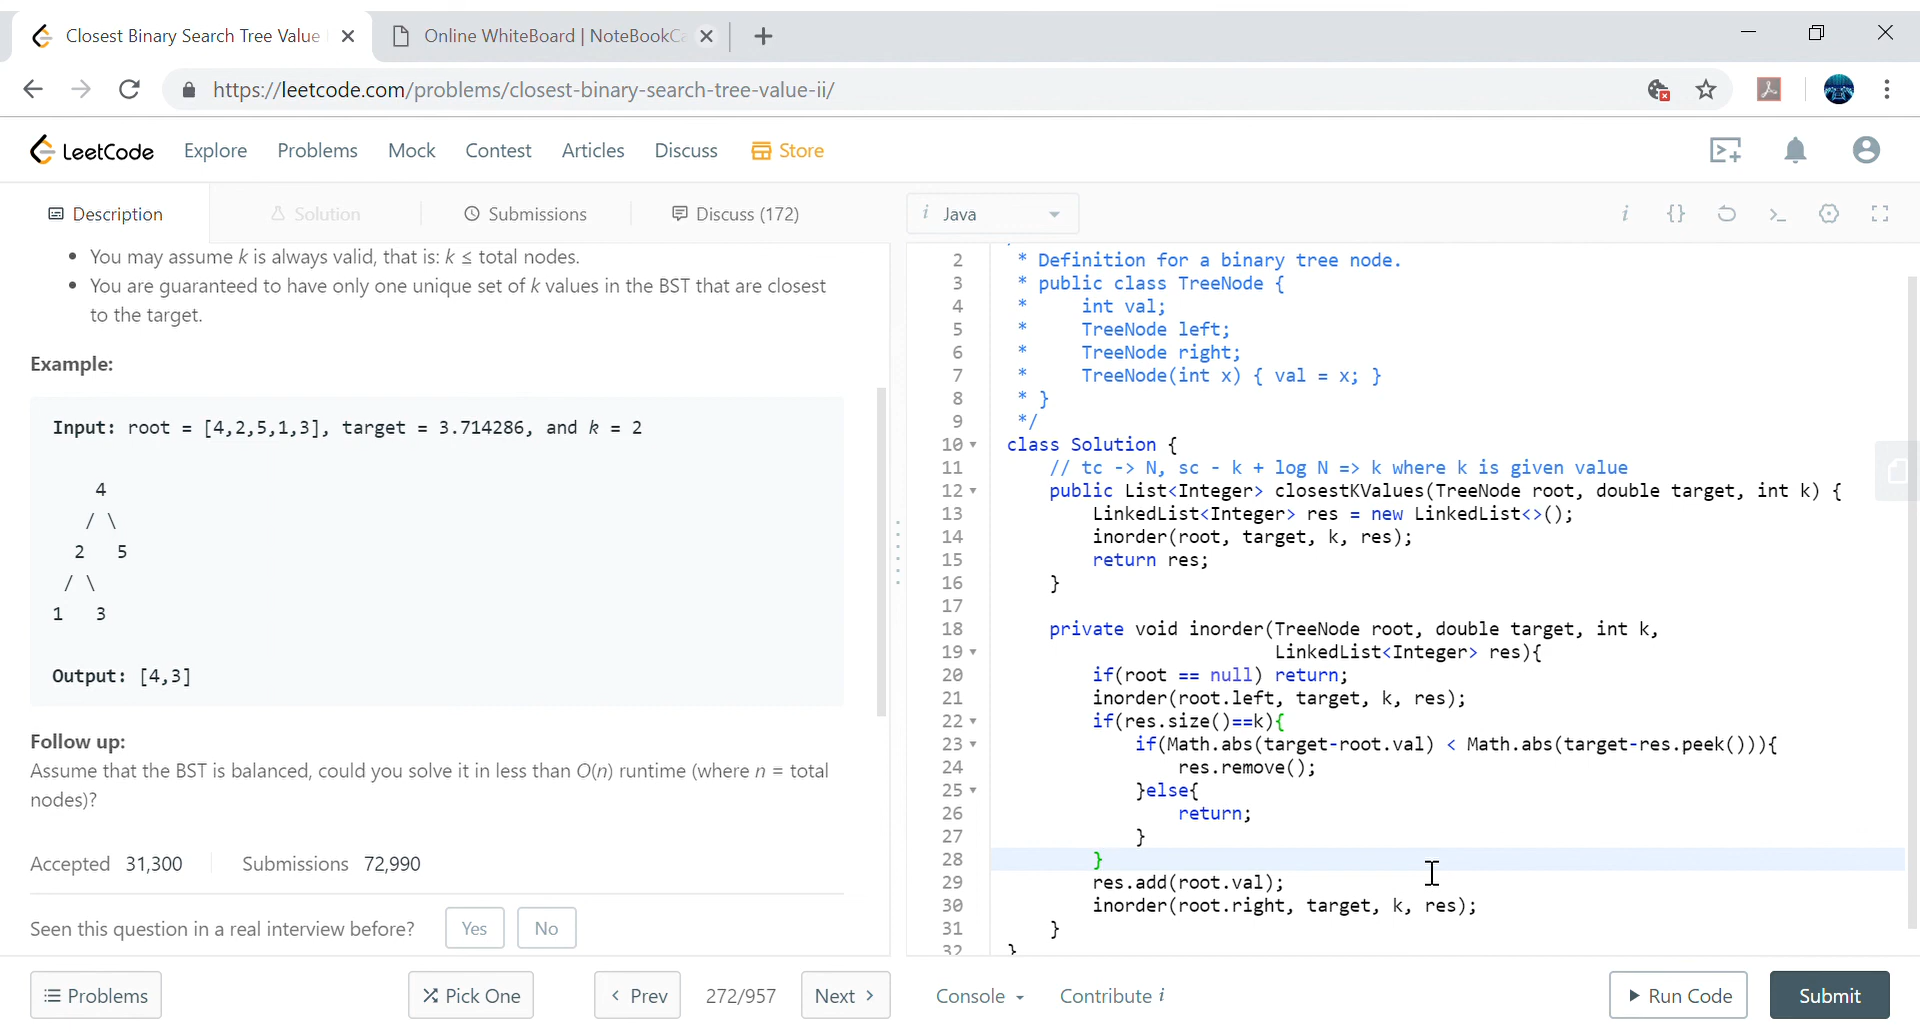 Closest Binary Search Tree Value
Online WhiteBoard | NoteBookC
https://leetcode.com/problems/closest-binary-search-tree-value-ii/
LeetCode Explore Problems Mock Contest Articles Discuss Store
Description Solution Submissions Discuss (172)
• You may assume k is always valid, that is: k ≤ total nodes.
• You are guaranteed to have only one unique set of k values in the BST that are closest
to the target.
Example:
Input: root = [4,2,5,1,3], target = 3.714286, and k = 2
4
/ \
2 5
/ \
1 3
Output: [4,3]
Follow up:
Assume that the BST is balanced, could you solve it in less than O(n) runtime (where n = total
nodes)?
Accepted 31,300 Submissions 72,990
Seen this question in a real interview before? Yes No
i Java
i {} >_
2 * Definition for a binary tree node.
3 * public class TreeNode {
4 * int val;
5 * TreeNode left;
6 * TreeNode right;
7 * TreeNode(int x) { val = x; }
8 * }
9 */
10 class Solution {
11 // tc -> N, sc - k + log N => k where k is given value
12 public List<Integer> closestKValues(TreeNode root, double target, int k) {
13 LinkedList<Integer> res = new LinkedList<>();
14 inorder(root, target, k, res);
15 return res;
16 }
17
18 private void inorder(TreeNode root, double target, int k,
19 LinkedList<Integer> res){
20 if(root == null) return;
21 inorder(root.left, target, k, res);
22 if(res.size()==k){
23 if(Math.abs(target-root.val) < Math.abs(target-res.peek())){
24 res.remove();
25 }else{
26 return;
27 }
28 }
29 res.add(root.val);
30 inorder(root.right, target, k, res);
31 }
32 }
Problems Pick One < Prev 272/957 Next > Console Contribute i Run Code Submit